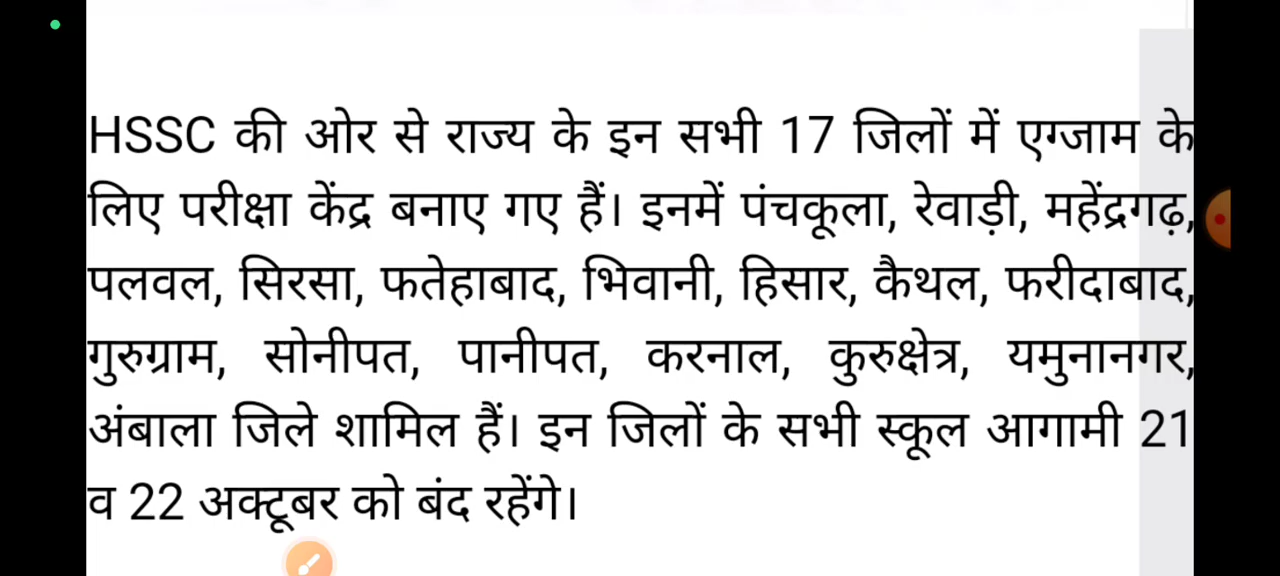 HSSC की ओर से राज्य के इन सभी 17 जिलों में एग्जाम के
लिए परीक्षा केंद्र बनाए गए हैं। इनमें पंचकूला, रेवाड़ी, महेंद्रगढ़,
पलवल, सिरसा, फतेहाबाद, भिवानी, हिसार, कैथल, फरीदाबाद,
गुरुग्राम, सोनीपत, पानीपत, करनाल, कुरुक्षेत्र, यमुनानगर,
अंबाला जिले शामिल हैं। इन जिलों के सभी स्कूल आगामी 21
व 22 अक्टूबर को बंद रहेंगे।